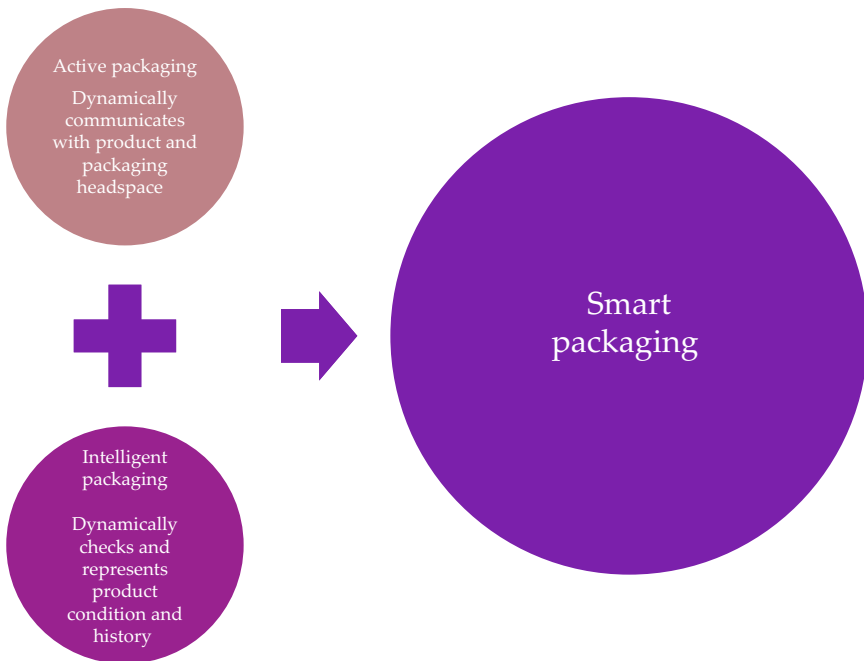 Active packaging
Dynamically
communicates
with product and
packaging
headspace
Intelligent
packaging
Dynamically
checks and
represents
product
condition and
history
Smart
packaging